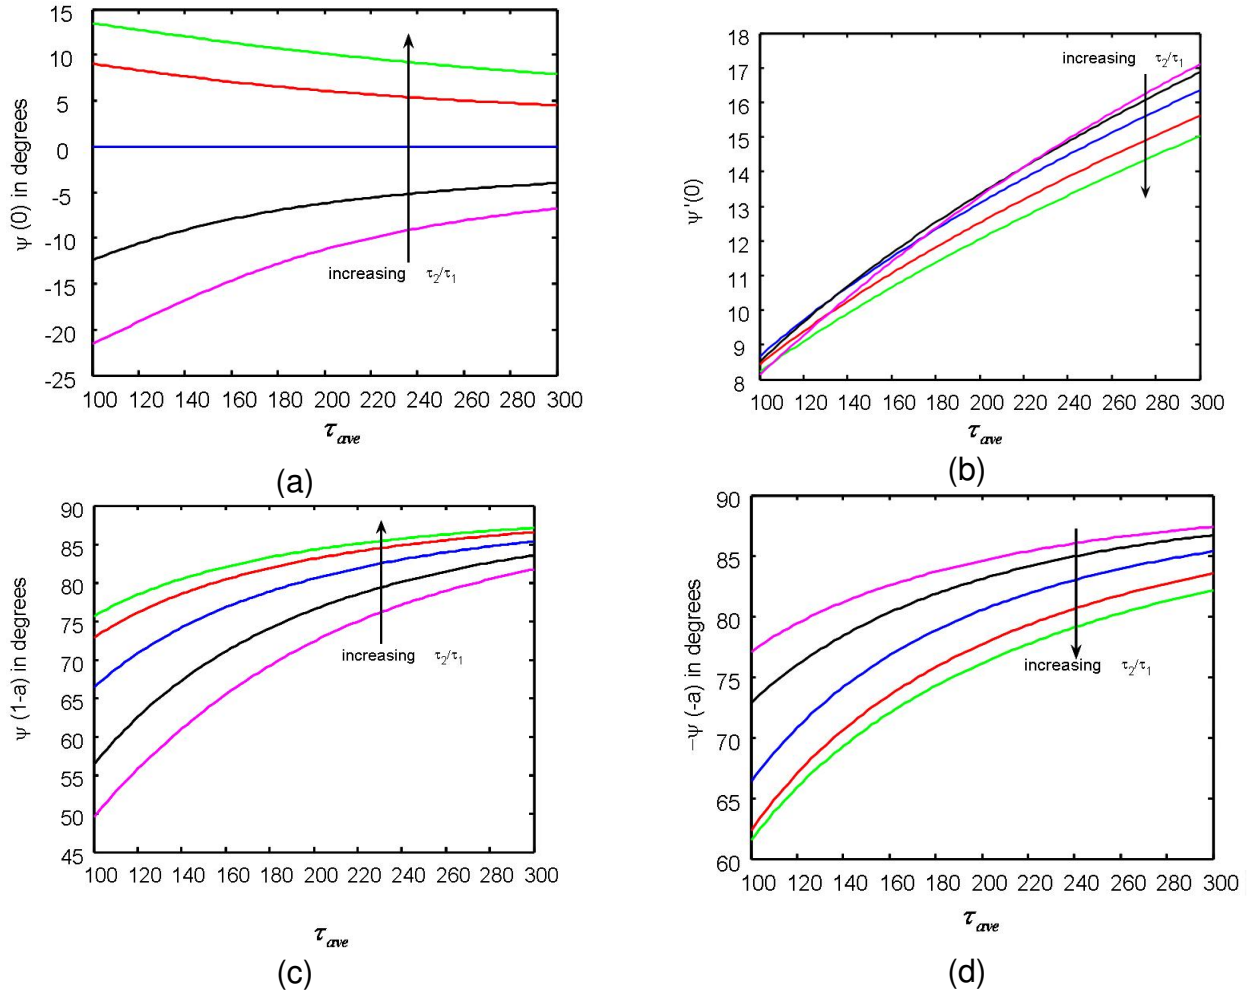 15
10
5
0
-5
-10
-15
-20
-25
ψ (0) in degrees
increasing τ2/τ1
100 120 140 160 180 200 220 240 260 280 300
τave
(a)
18
17
16
15
14
13
12
11
10
9
8
ψ'(0)
increasing τ2/τ1
100 120 140 160 180 200 220 240 260 280 300
τave
(b)
90
85
80
75
70
65
60
55
50
45
ψ (1-a) in degrees
increasing τ2/τ1
100 120 140 160 180 200 220 240 260 280 300
τave
(c)
90
85
80
75
70
65
60
−ψ (-a) in degrees
increasing τ2/τ1
100 120 140 160 180 200 220 240 260 280 300
τave
(d)